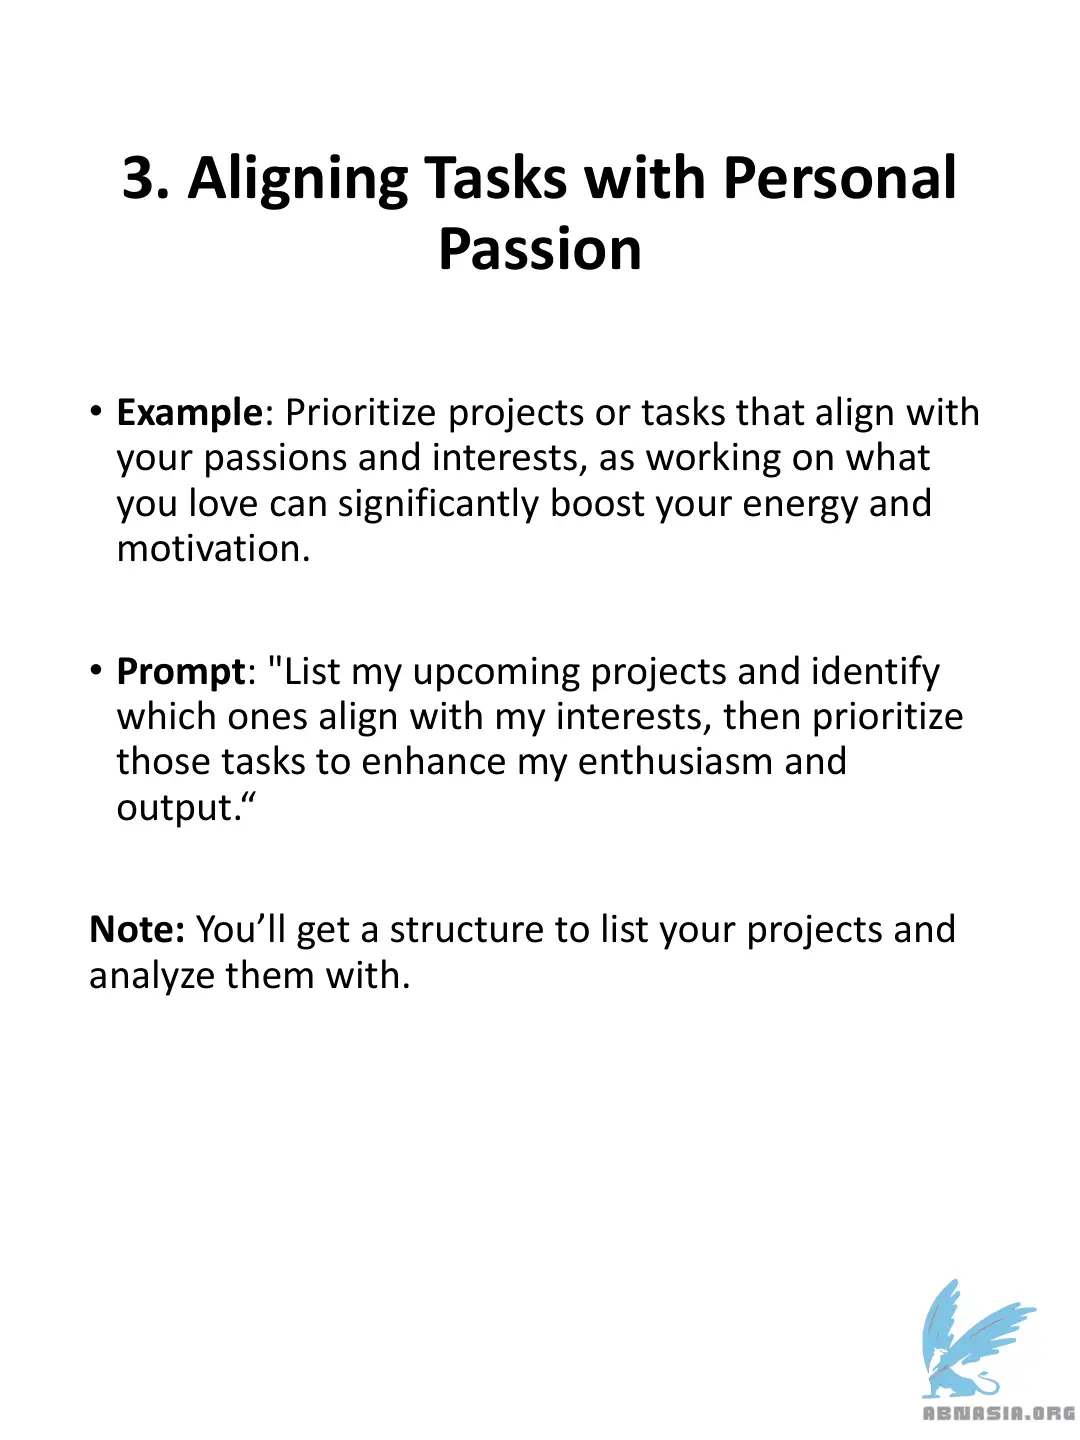 3. Aligning Tasks with Personal
Passion
• Example: Prioritize projects or tasks that align with
your passions and interests, as working on what
you love can significantly boost your energy and
motivation.
• Prompt: "List my upcoming projects and identify
which ones align with my interests, then prioritize
those tasks to enhance my enthusiasm and
output.“
Note: You’ll get a structure to list your projects and
analyze them with.
ABNASIA.ORG